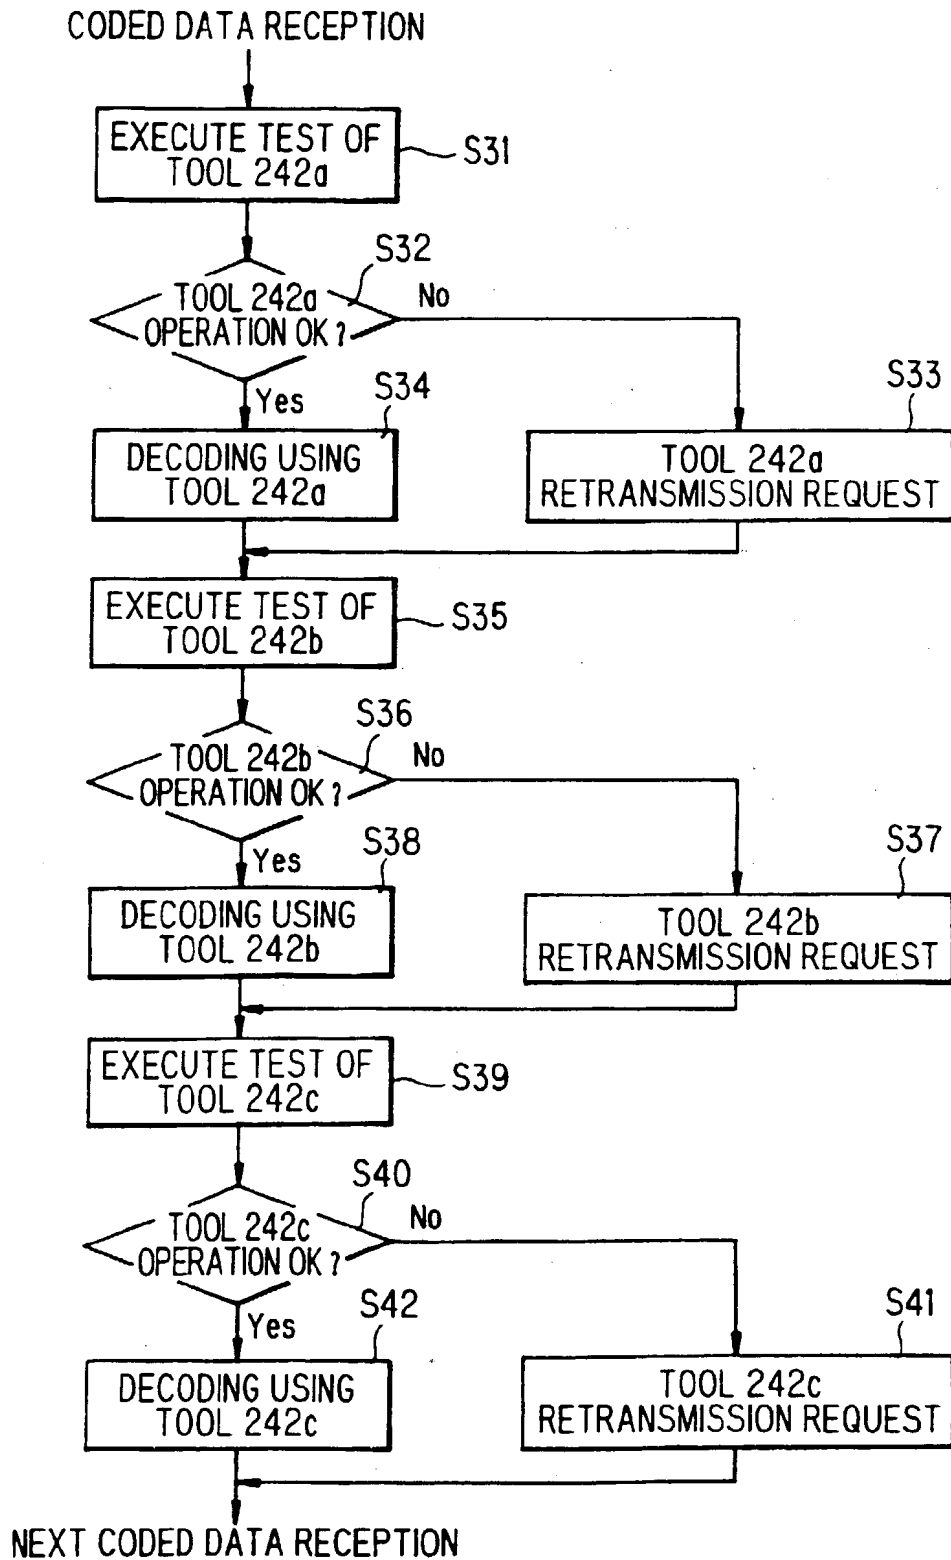 CODED DATA RECEPTION
EXECUTE TEST OF
TOOL 242a
S31
S32
TOOL 242a
OPERATION OK ?
No
Yes
S34
S33
DECODING USING
TOOL 242a
TOOL 242a
RETRANSMISSION REQUEST
EXECUTE TEST OF
TOOL 242b
S35
S36
TOOL 242b
OPERATION OK ?
No
Yes
S38
S37
DECODING USING
TOOL 242b
TOOL 242b
RETRANSMISSION REQUEST
EXECUTE TEST OF
TOOL 242c
S39
S40
TOOL 242c
OPERATION OK ?
No
Yes
S42
S41
DECODING USING
TOOL 242c
TOOL 242c
RETRANSMISSION REQUEST
NEXT CODED DATA RECEPTION